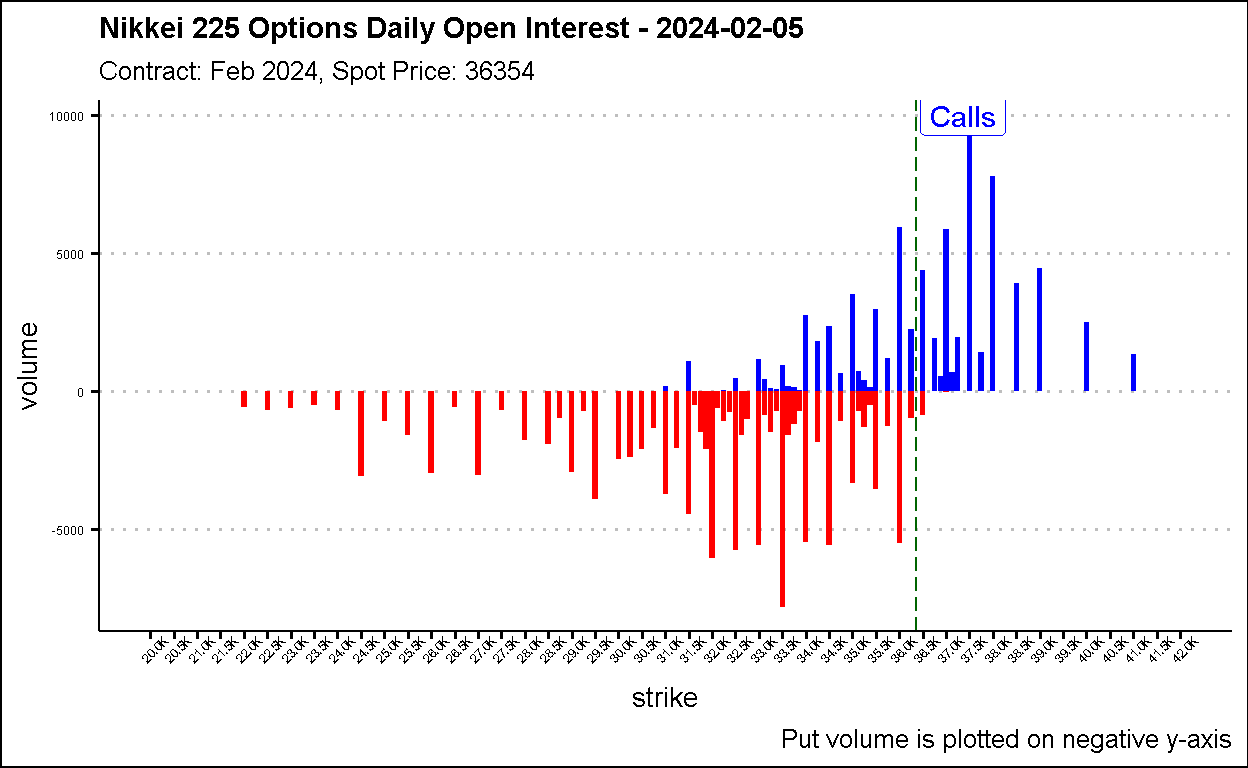 Nikkei 225 Options Daily Open Interest - 2024-02-05
Contract: Feb 2024, Spot Price: 36354
Calls
10000
5000
0
-5000
volume
20.0K 20.5K 21.0K 21.5K 22.0K 22.5K 23.0K 23.5K 24.0K 24.5K 25.0K 25.5K 26.0K 26.5K 27.0K 27.5K 28.0K 28.5K 29.0K 29.5K 30.0K 30.5K 31.0K 31.5K 32.0K 32.5K 33.0K 33.5K 34.0K 34.5K 35.0K 35.5K 36.0K 36.5K 37.0K 37.5K 38.0K 38.5K 39.0K 39.5K 40.0K 40.5K 41.0K 41.5K 42.0K
strike
Put volume is plotted on negative y-axis